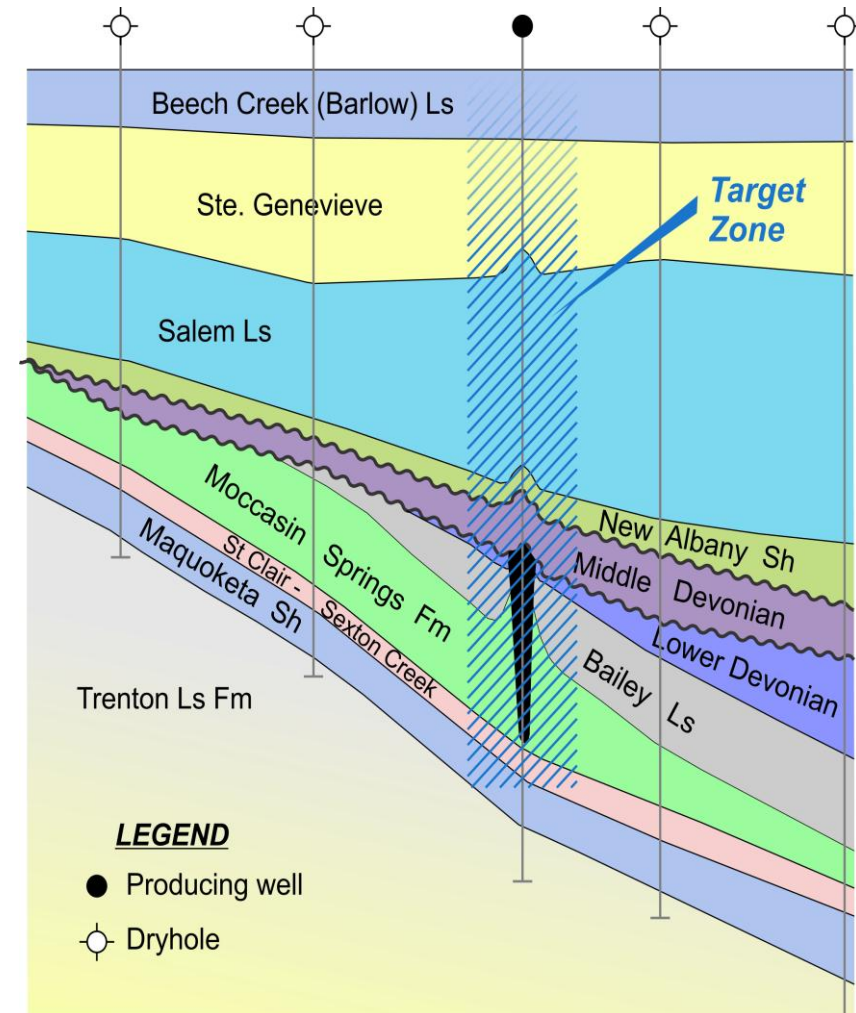 Beech Creek (Barlow) Ls
Ste. Genevieve
Target
Zone
Salem Ls
New Albany Sh
Middle Devonian
Lower Devonian
Bailey Ls
Moccasin Springs Fm
St Clair - Sexton Creek
Maquoketa Sh
Trenton Ls Fm
LEGEND
Producing well
Dryhole